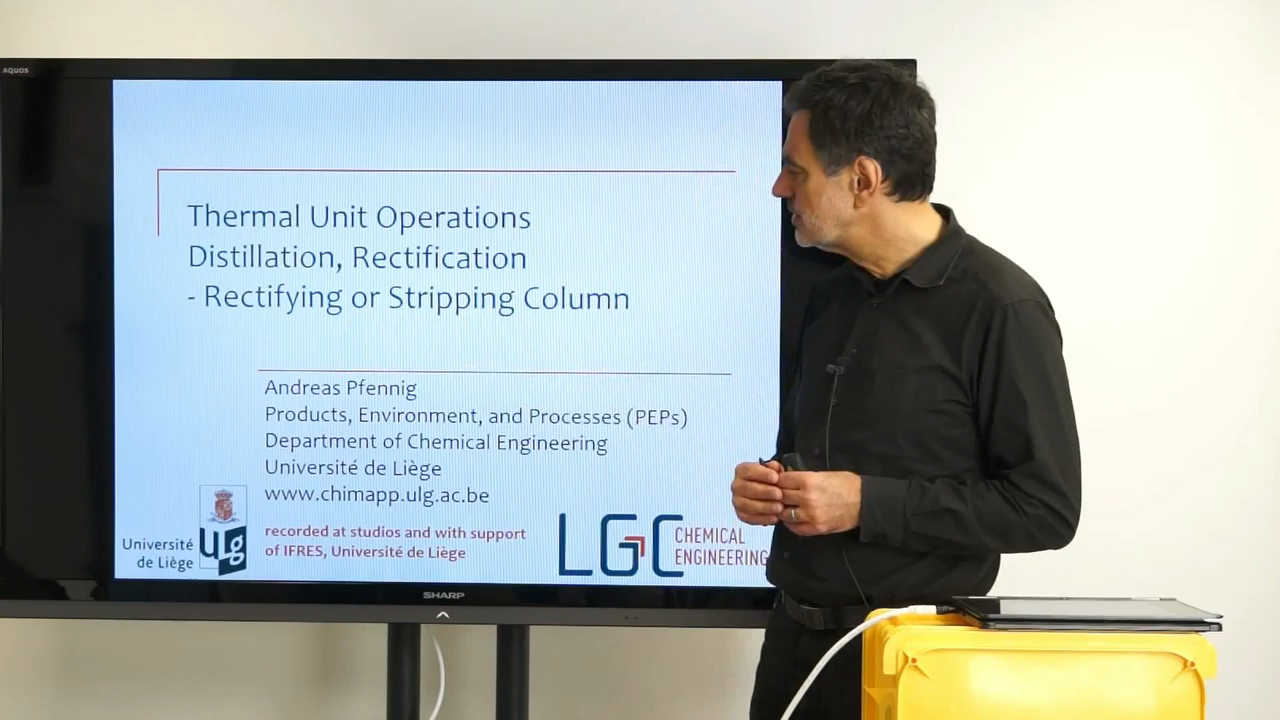 AQUOS
Thermal Unit Operations
Distillation, Rectification
- Rectifying or Stripping Column
Andreas Pfennig
Products, Environment, and Processes (PEPs)
Department of Chemical Engineering
Université de Liège
www.chimapp.ulg.ac.be
recorded at studios and with support
of IFRES, Université de Liège
Université
de Liège
ulg
LGC
CHEMICAL
ENGINEERING
SHARP